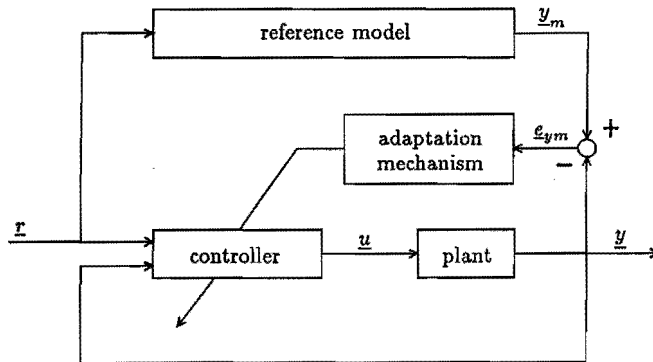 reference model
y_m
adaptation
mechanism
e_ym
+
−
r
controller
u
plant
y